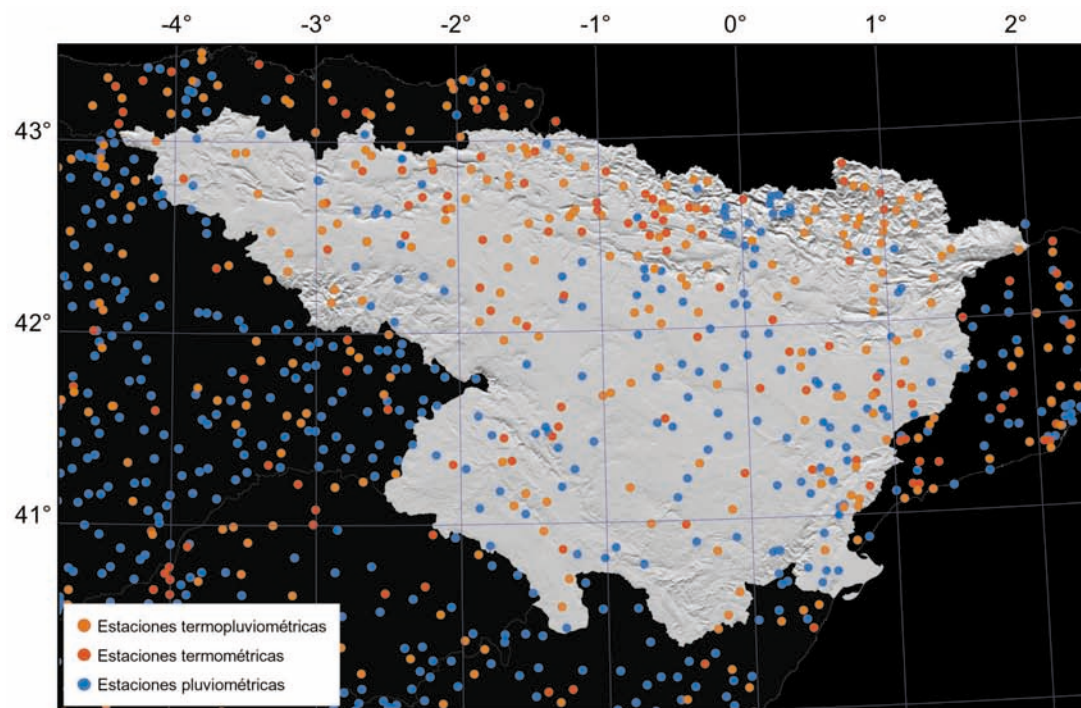 -4° -3° -2° -1° 0° 1° 2°
43°
42°
41°
Estaciones termopluviométricas
Estaciones termométricas
Estaciones pluviométricas